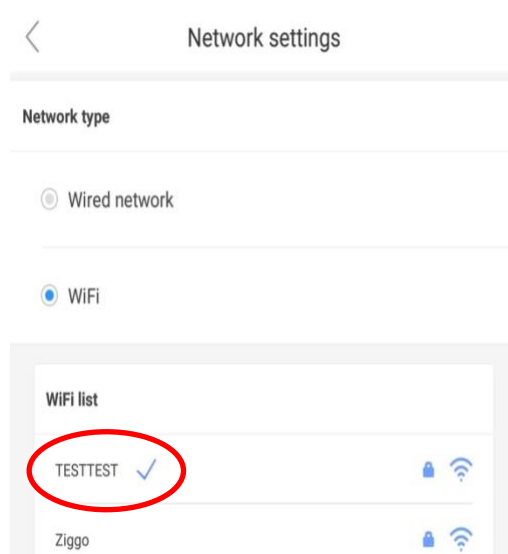 Network settings
Network type
Wired network
WiFi
WiFi list
TESTTEST
Ziggo